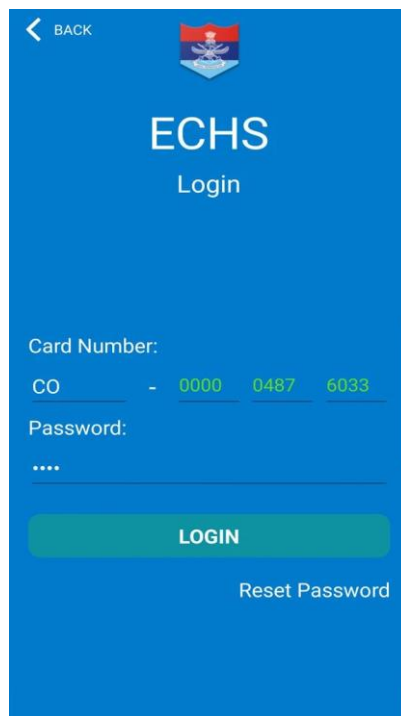 BACK
ECHS
Login
Card Number:
CO - 0000 0487 6033
Password:
••••
LOGIN
Reset Password